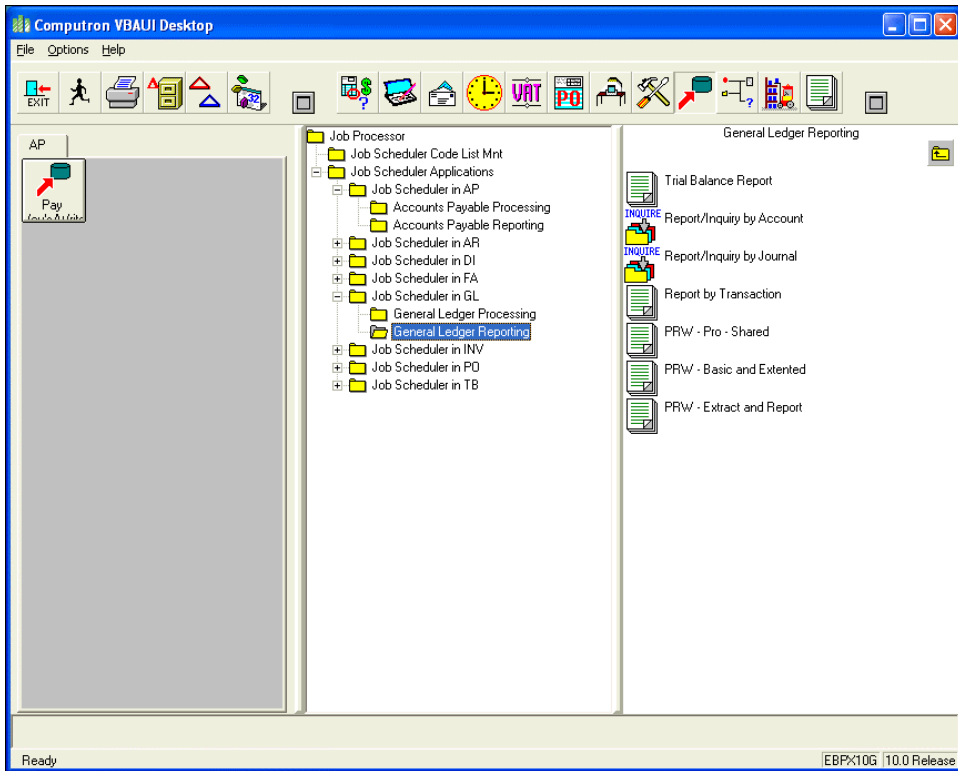 Computron VBAUI Desktop
File Options Help
EXIT
32
VAT
PO
AP
Pay
Job Processor
Job Scheduler Code List Mnt
Job Scheduler Applications
Job Scheduler in AP
Accounts Payable Processing
Accounts Payable Reporting
Job Scheduler in AR
Job Scheduler in DI
Job Scheduler in FA
Job Scheduler in GL
General Ledger Processing
General Ledger Reporting
Job Scheduler in INV
Job Scheduler in PO
Job Scheduler in TB
General Ledger Reporting
Trial Balance Report
INQUIRE
Report/Inquiry by Account
INQUIRE
Report/Inquiry by Journal
Report by Transaction
PRW - Pro - Shared
PRW - Basic and Extented
PRW - Extract and Report
Ready
EBPX10G 10.0 Release